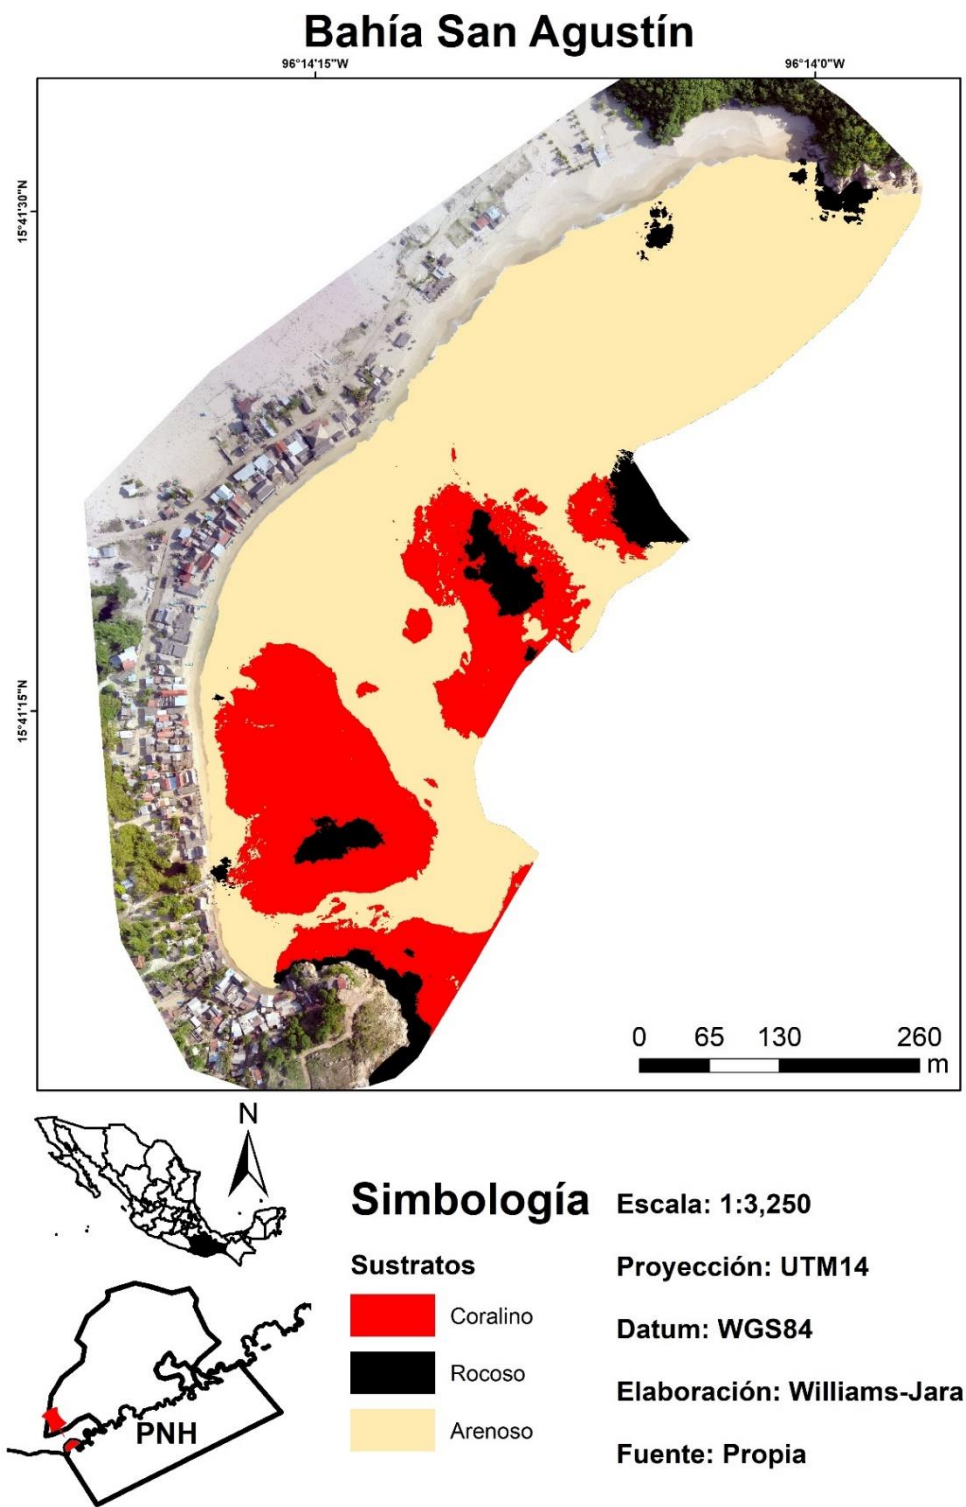 Bahía San Agustín
96°14'15"W
96°14'0"W
15°41'30"N
15°41'15"N
0 65 130 260
m
N
Simbología
Sustratos
Coralino
Rocoso
Arenoso
Escala: 1:3,250
Proyección: UTM14
Datum: WGS84
Elaboración: Williams-Jara
Fuente: Propia
PNH